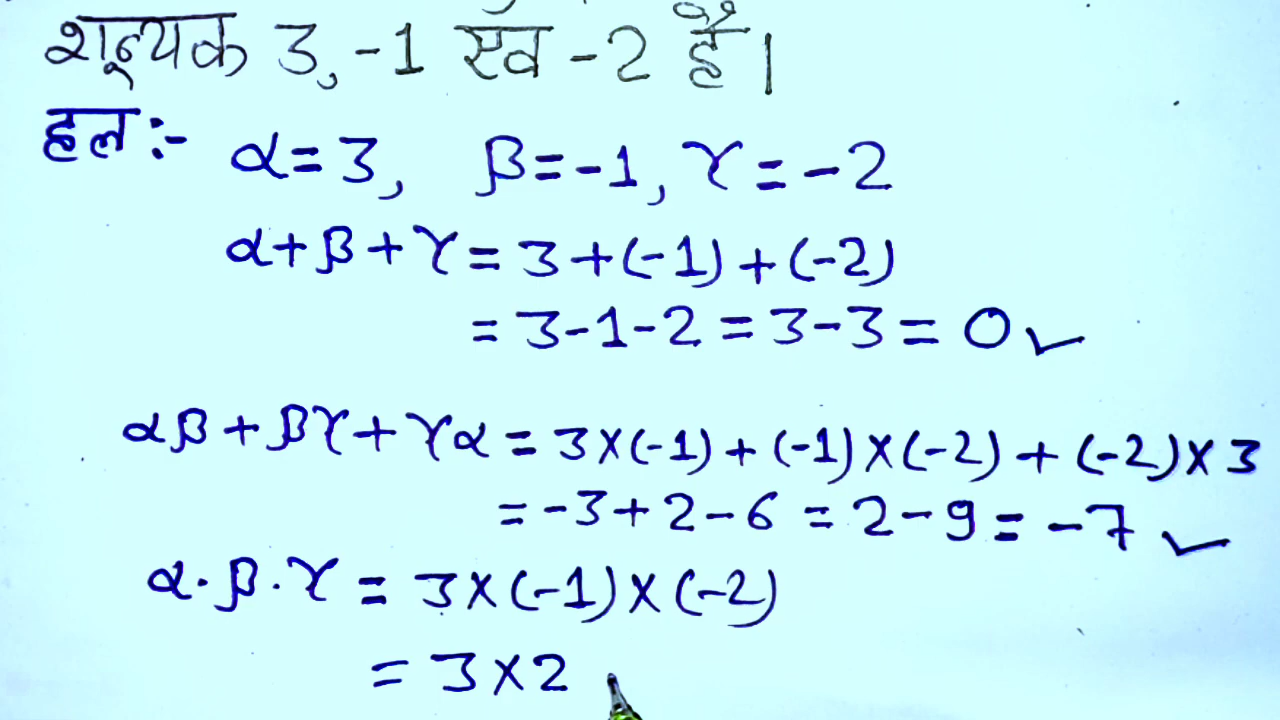 शून्यक 3, -1 एवं -2 हैं।
हल :- α = 3, β = -1, γ = -2
α + β + γ = 3 + (-1) + (-2)
= 3 - 1 - 2 = 3 - 3 = 0 ✓
αβ + βγ + γα = 3 × (-1) + (-1) × (-2) + (-2) × 3
= -3 + 2 - 6 = 2 - 9 = -7 ✓
α · β · γ = 3 × (-1) × (-2)
= 3 × 2